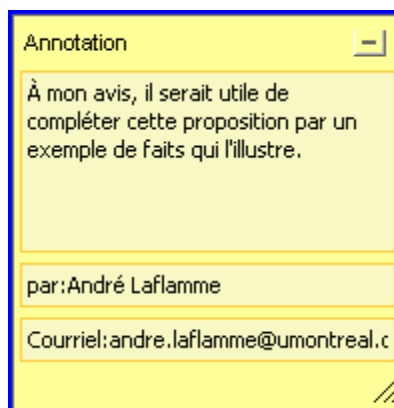 Annotation
À mon avis, il serait utile de
compléter cette proposition par un
exemple de faits qui l'illustre.
par:André Laflamme
Courriel:andre.laflamme@umontreal.c